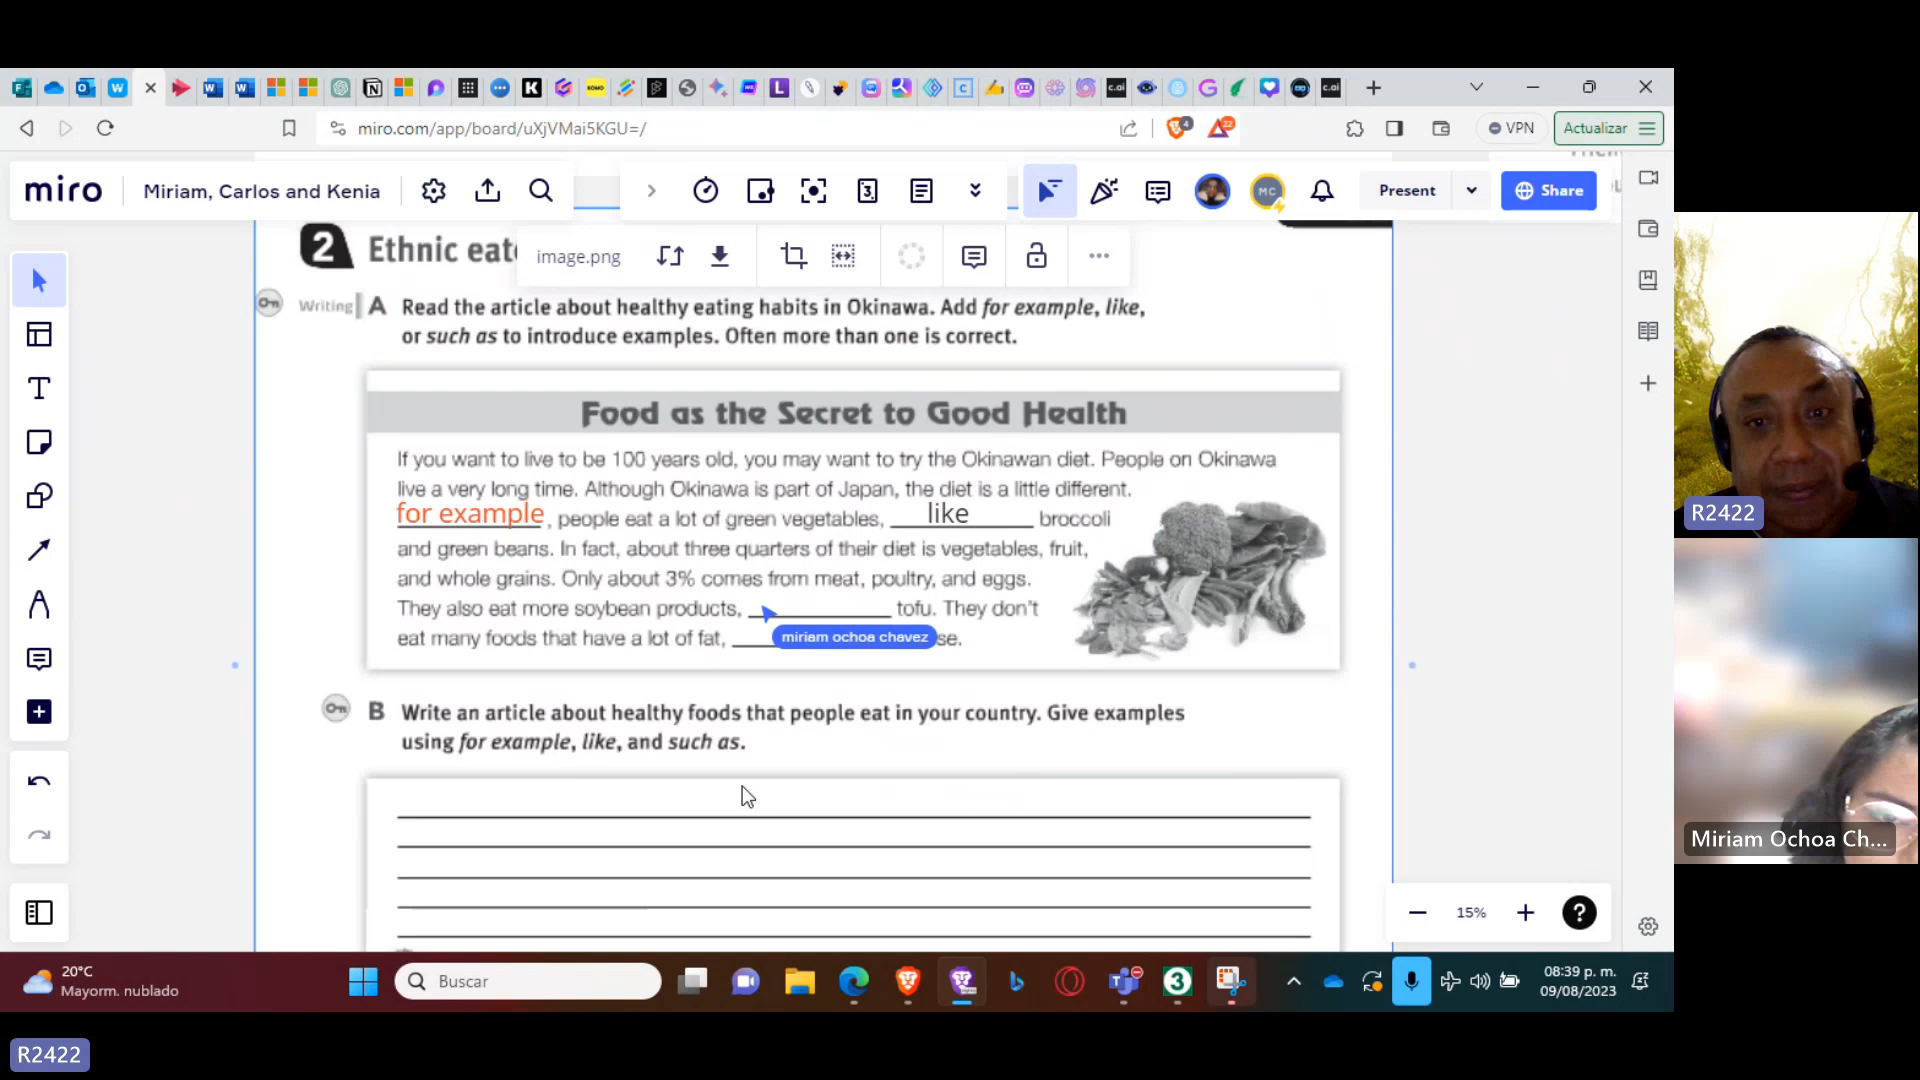 miro.com/app/board/uXjVMai5KGU=/
VPN
Actualizar
miro
Miriam, Carlos and Kenia
MC
Present
Share
2 Ethnic eat
image.png
Writing A Read the article about healthy eating habits in Okinawa. Add for example, like,
or such as to introduce examples. Often more than one is correct.
Food as the Secret to Good Health
If you want to live to be 100 years old, you may want to try the Okinawan diet. People on Okinawa
live a very long time. Although Okinawa is part of Japan, the diet is a little different.
for example, people eat a lot of green vegetables, like broccoli
and green beans. In fact, about three quarters of their diet is vegetables, fruit,
and whole grains. Only about 3% comes from meat, poultry, and eggs.
They also eat more soybean products, ____ tofu. They don't
eat many foods that have a lot of fat, ____ se.
miriam ochoa chavez
B Write an article about healthy foods that people eat in your country. Give examples
using for example, like, and such as.
15%
R2422
Miriam Ochoa Ch...
20°C
Mayorm. nublado
Buscar
08:39 p. m.
09/08/2023
R2422